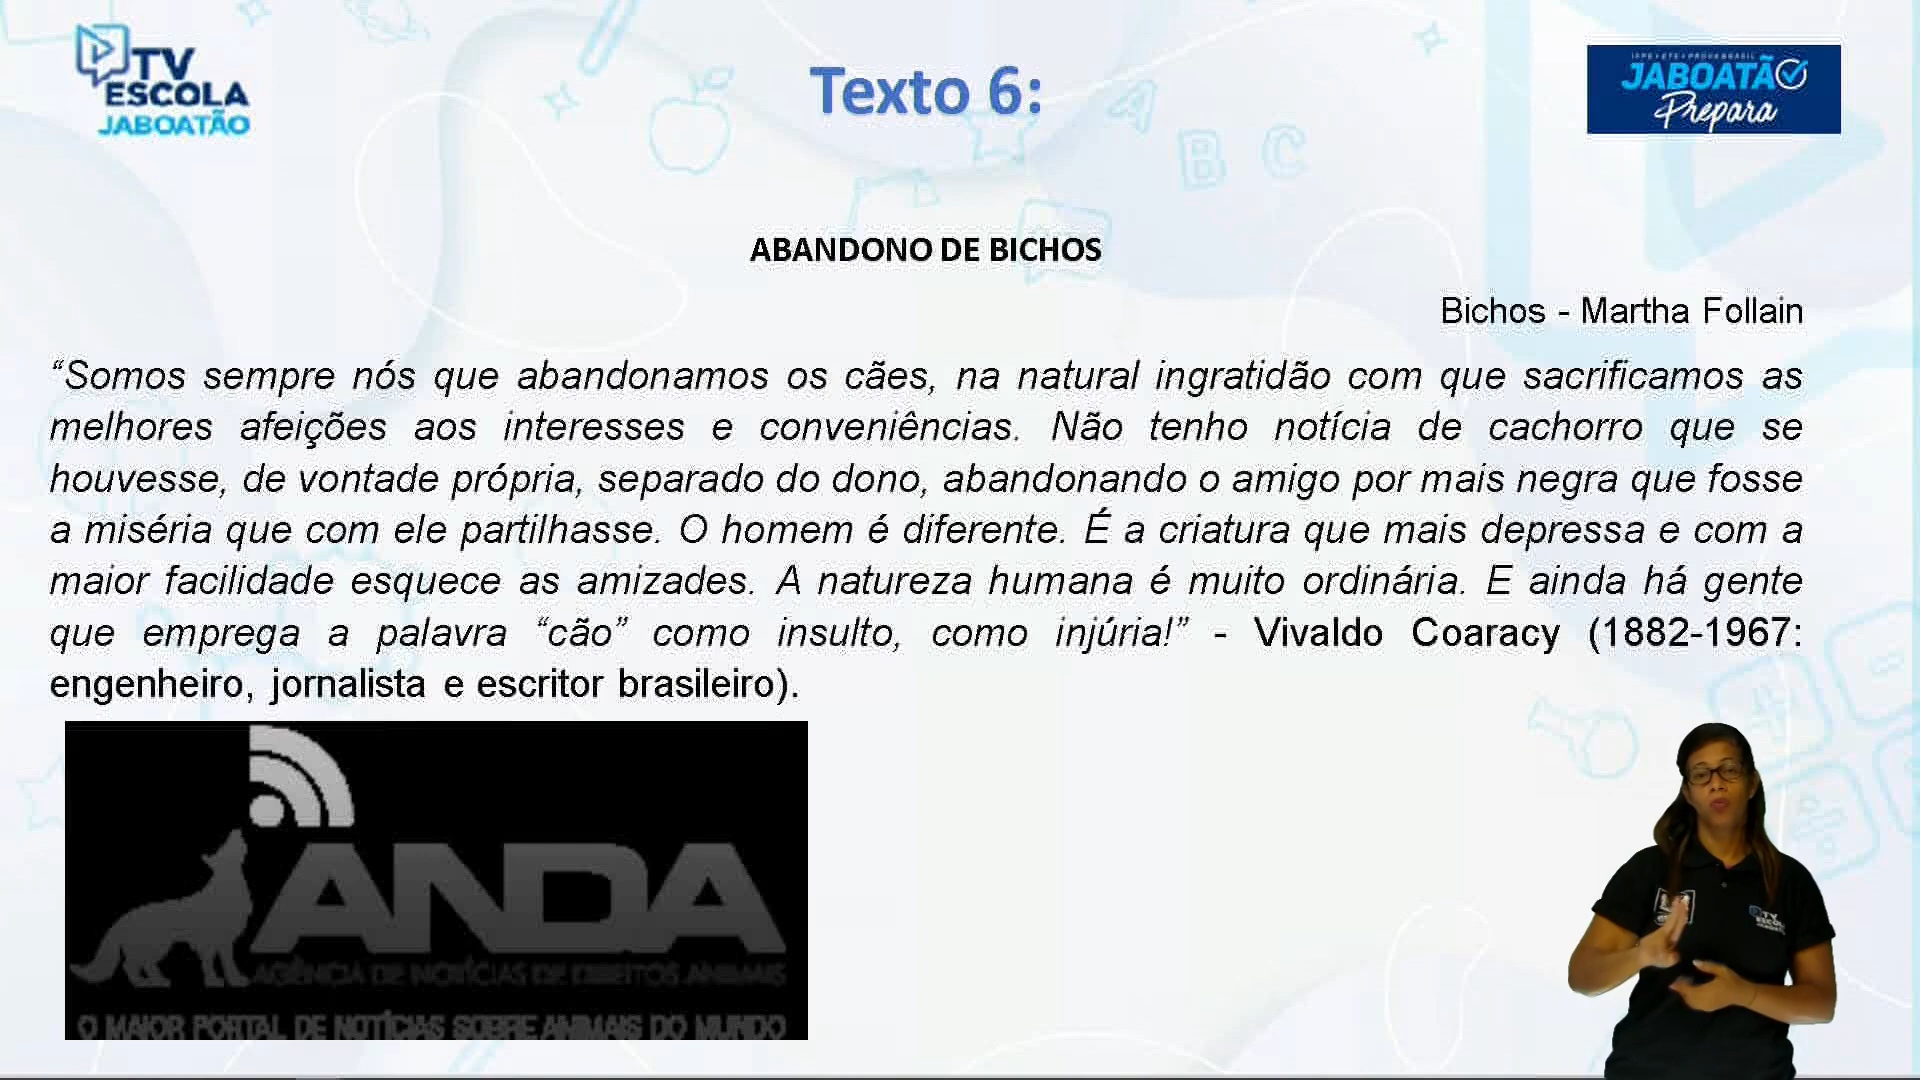 TV
ESCOLA
JABOATÃO
Texto 6:
JABOATÃO
Prepara
ABANDONO DE BICHOS
Bichos - Martha Follain
“Somos sempre nós que abandonamos os cães, na natural ingratidão com que sacrificamos as
melhores afeições aos interesses e conveniências. Não tenho notícia de cachorro que se
houvesse, de vontade própria, separado do dono, abandonando o amigo por mais negra que fosse
a miséria que com ele partilhasse. O homem é diferente. É a criatura que mais depressa e com a
maior facilidade esquece as amizades. A natureza humana é muito ordinária. E ainda há gente
que emprega a palavra “cão” como insulto, como injúria!” - Vivaldo Coaracy (1882-1967:
engenheiro, jornalista e escritor brasileiro).
ANDA
AGÊNCIA DE NOTÍCIAS DE DIREITOS ANIMAIS
O MAIOR PORTAL DE NOTÍCIAS SOBRE ANIMAIS DO MUNDO
A
B C
TV
ESCOLA